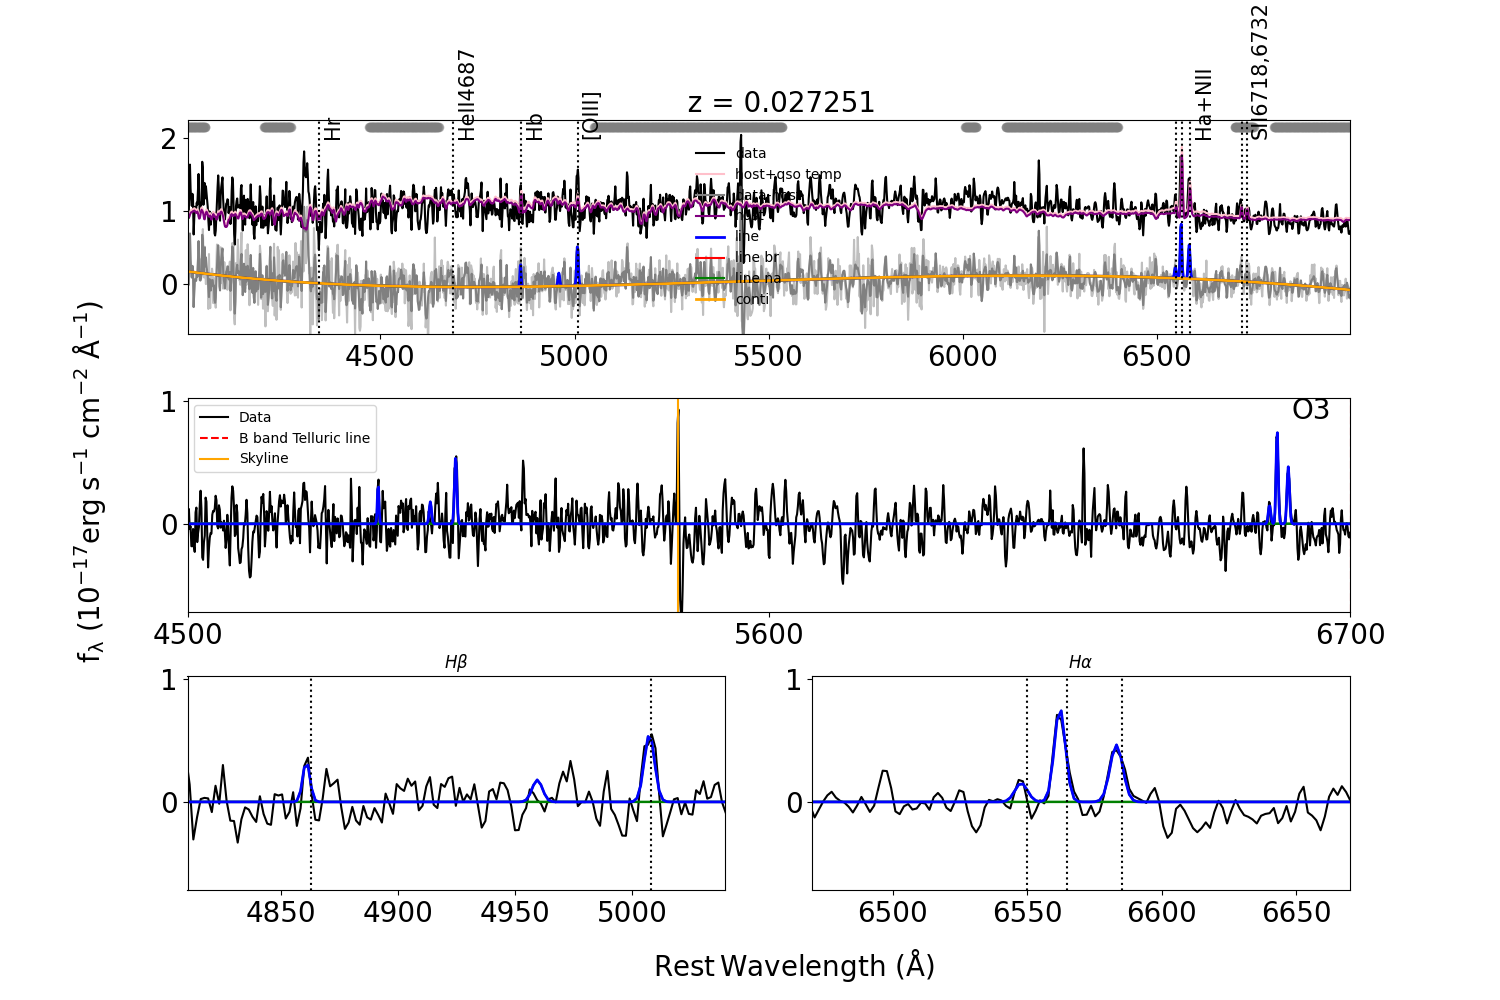 z = 0.027251
Hr
HeII4687
Hb
[OIII]
Ha+NII
SII6718,6732
2
1
0
data
host+qso temp
line
line br
line na
conti
4500 5000 5500 6000 6500
fλ (10−17erg s−1 cm−2 Å−1)
1
0
Data
B band Telluric line
Skyline
O3
4500 5600 6700
Hβ
1
0
4850 4900 4950 5000
Hα
1
0
6500 6550 6600 6650
Rest Wavelength (Å)